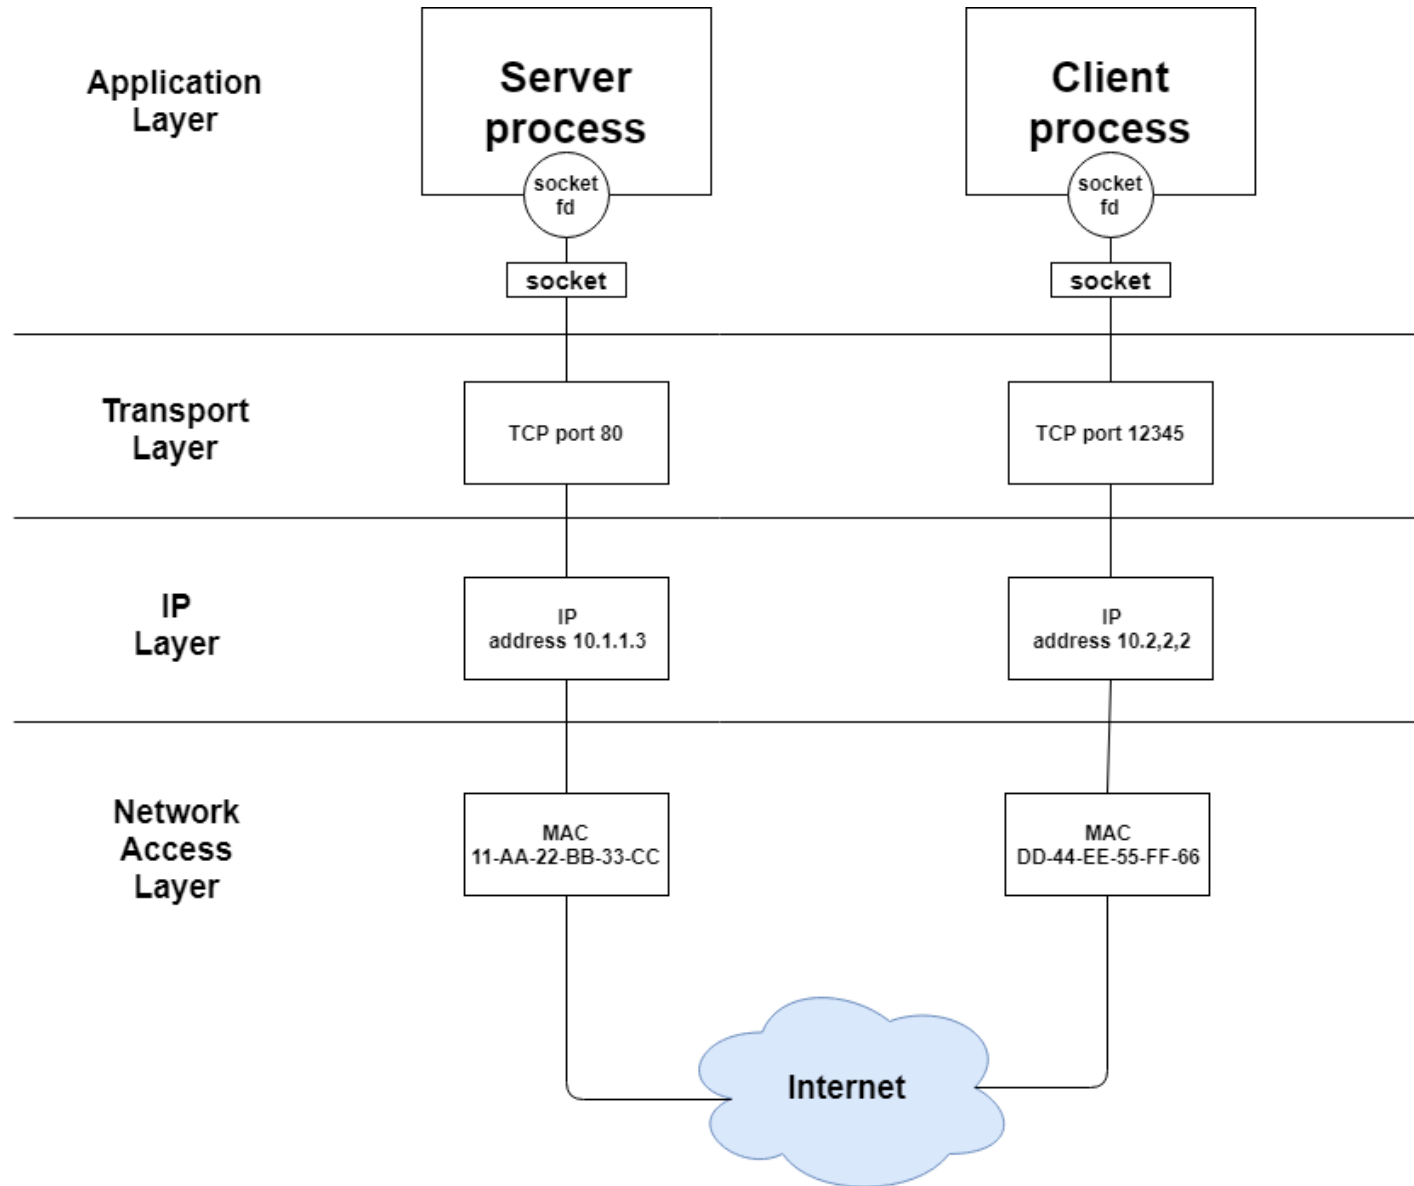 Application
Layer
Server
process
Client
process
socket
fd
socket
fd
socket
socket
Transport
Layer
TCP port 80
TCP port 12345
IP
Layer
IP
address 10.1.1.3
IP
address 10.2,2,2
Network
Access
Layer
MAC
11-AA-22-BB-33-CC
MAC
DD-44-EE-55-FF-66
Internet